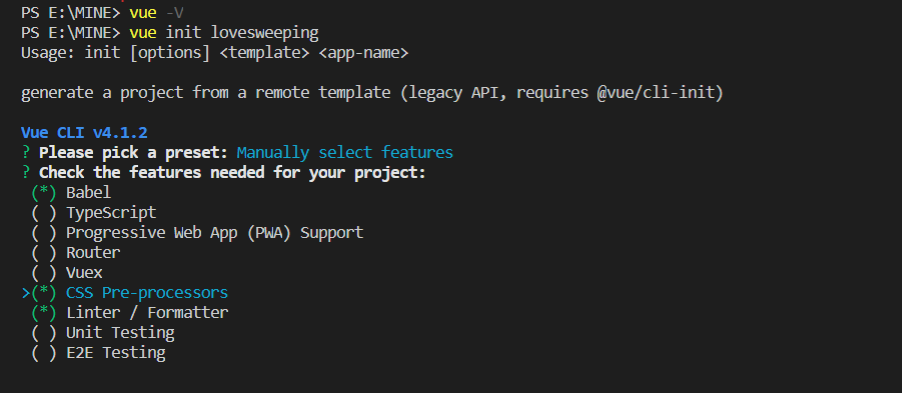 PS E:\MINE> vue -V
PS E:\MINE> vue init lovesweeping
Usage: init [options] <template> <app-name>
generate a project from a remote template (legacy API, requires @vue/cli-init)
Vue CLI v4.1.2
? Please pick a preset: Manually select features
? Check the features needed for your project:
(*) Babel
( ) TypeScript
( ) Progressive Web App (PWA) Support
( ) Router
( ) Vuex
>(*) CSS Pre-processors
(*) Linter / Formatter
( ) Unit Testing
( ) E2E Testing